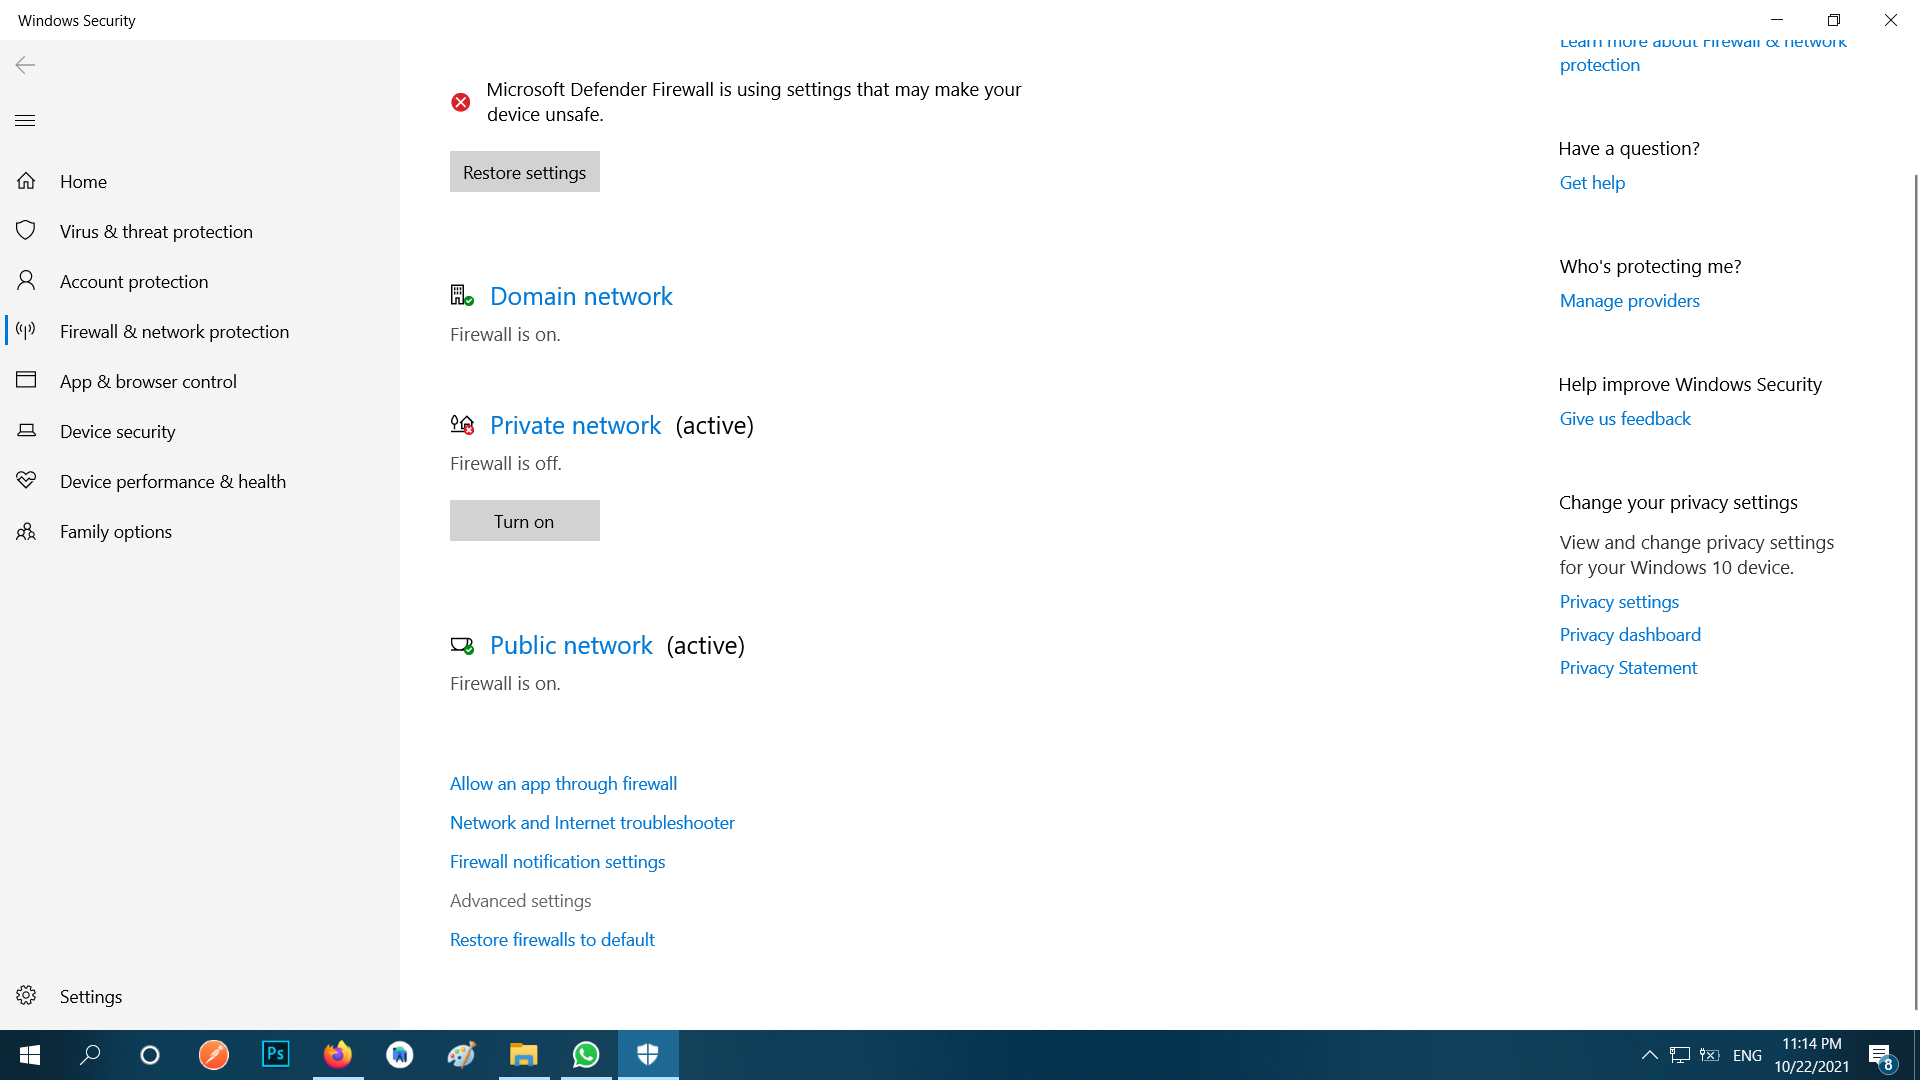 Windows Security
Learn more about Firewall & network
protection
Microsoft Defender Firewall is using settings that may make your
device unsafe.
Restore settings
Home
Virus & threat protection
Account protection
Firewall & network protection
App & browser control
Device security
Device performance & health
Family options
Settings
Domain network
Firewall is on.
Private network (active)
Firewall is off.
Turn on
Public network (active)
Firewall is on.
Allow an app through firewall
Network and Internet troubleshooter
Firewall notification settings
Advanced settings
Restore firewalls to default
Have a question?
Get help
Who's protecting me?
Manage providers
Help improve Windows Security
Give us feedback
Change your privacy settings
View and change privacy settings
for your Windows 10 device.
Privacy settings
Privacy dashboard
Privacy Statement
Ps
ENG
11:14 PM
10/22/2021
8